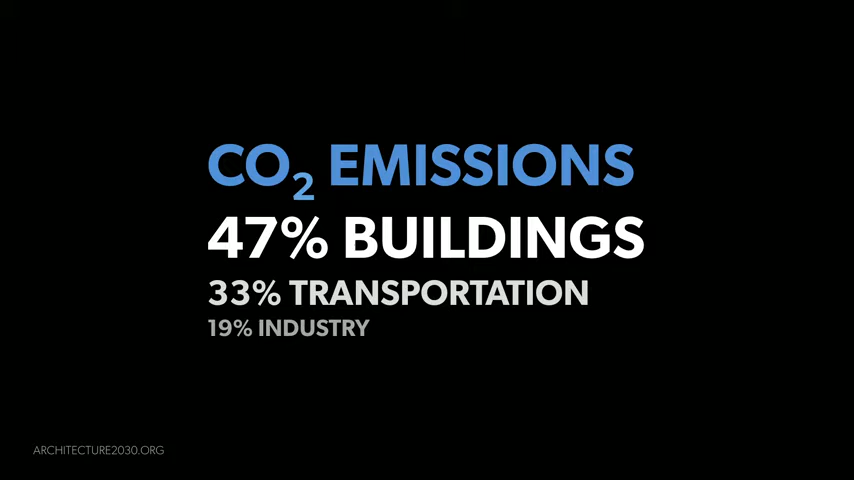 CO₂ EMISSIONS
47% BUILDINGS
33% TRANSPORTATION
19% INDUSTRY
ARCHITECTURE2030.ORG